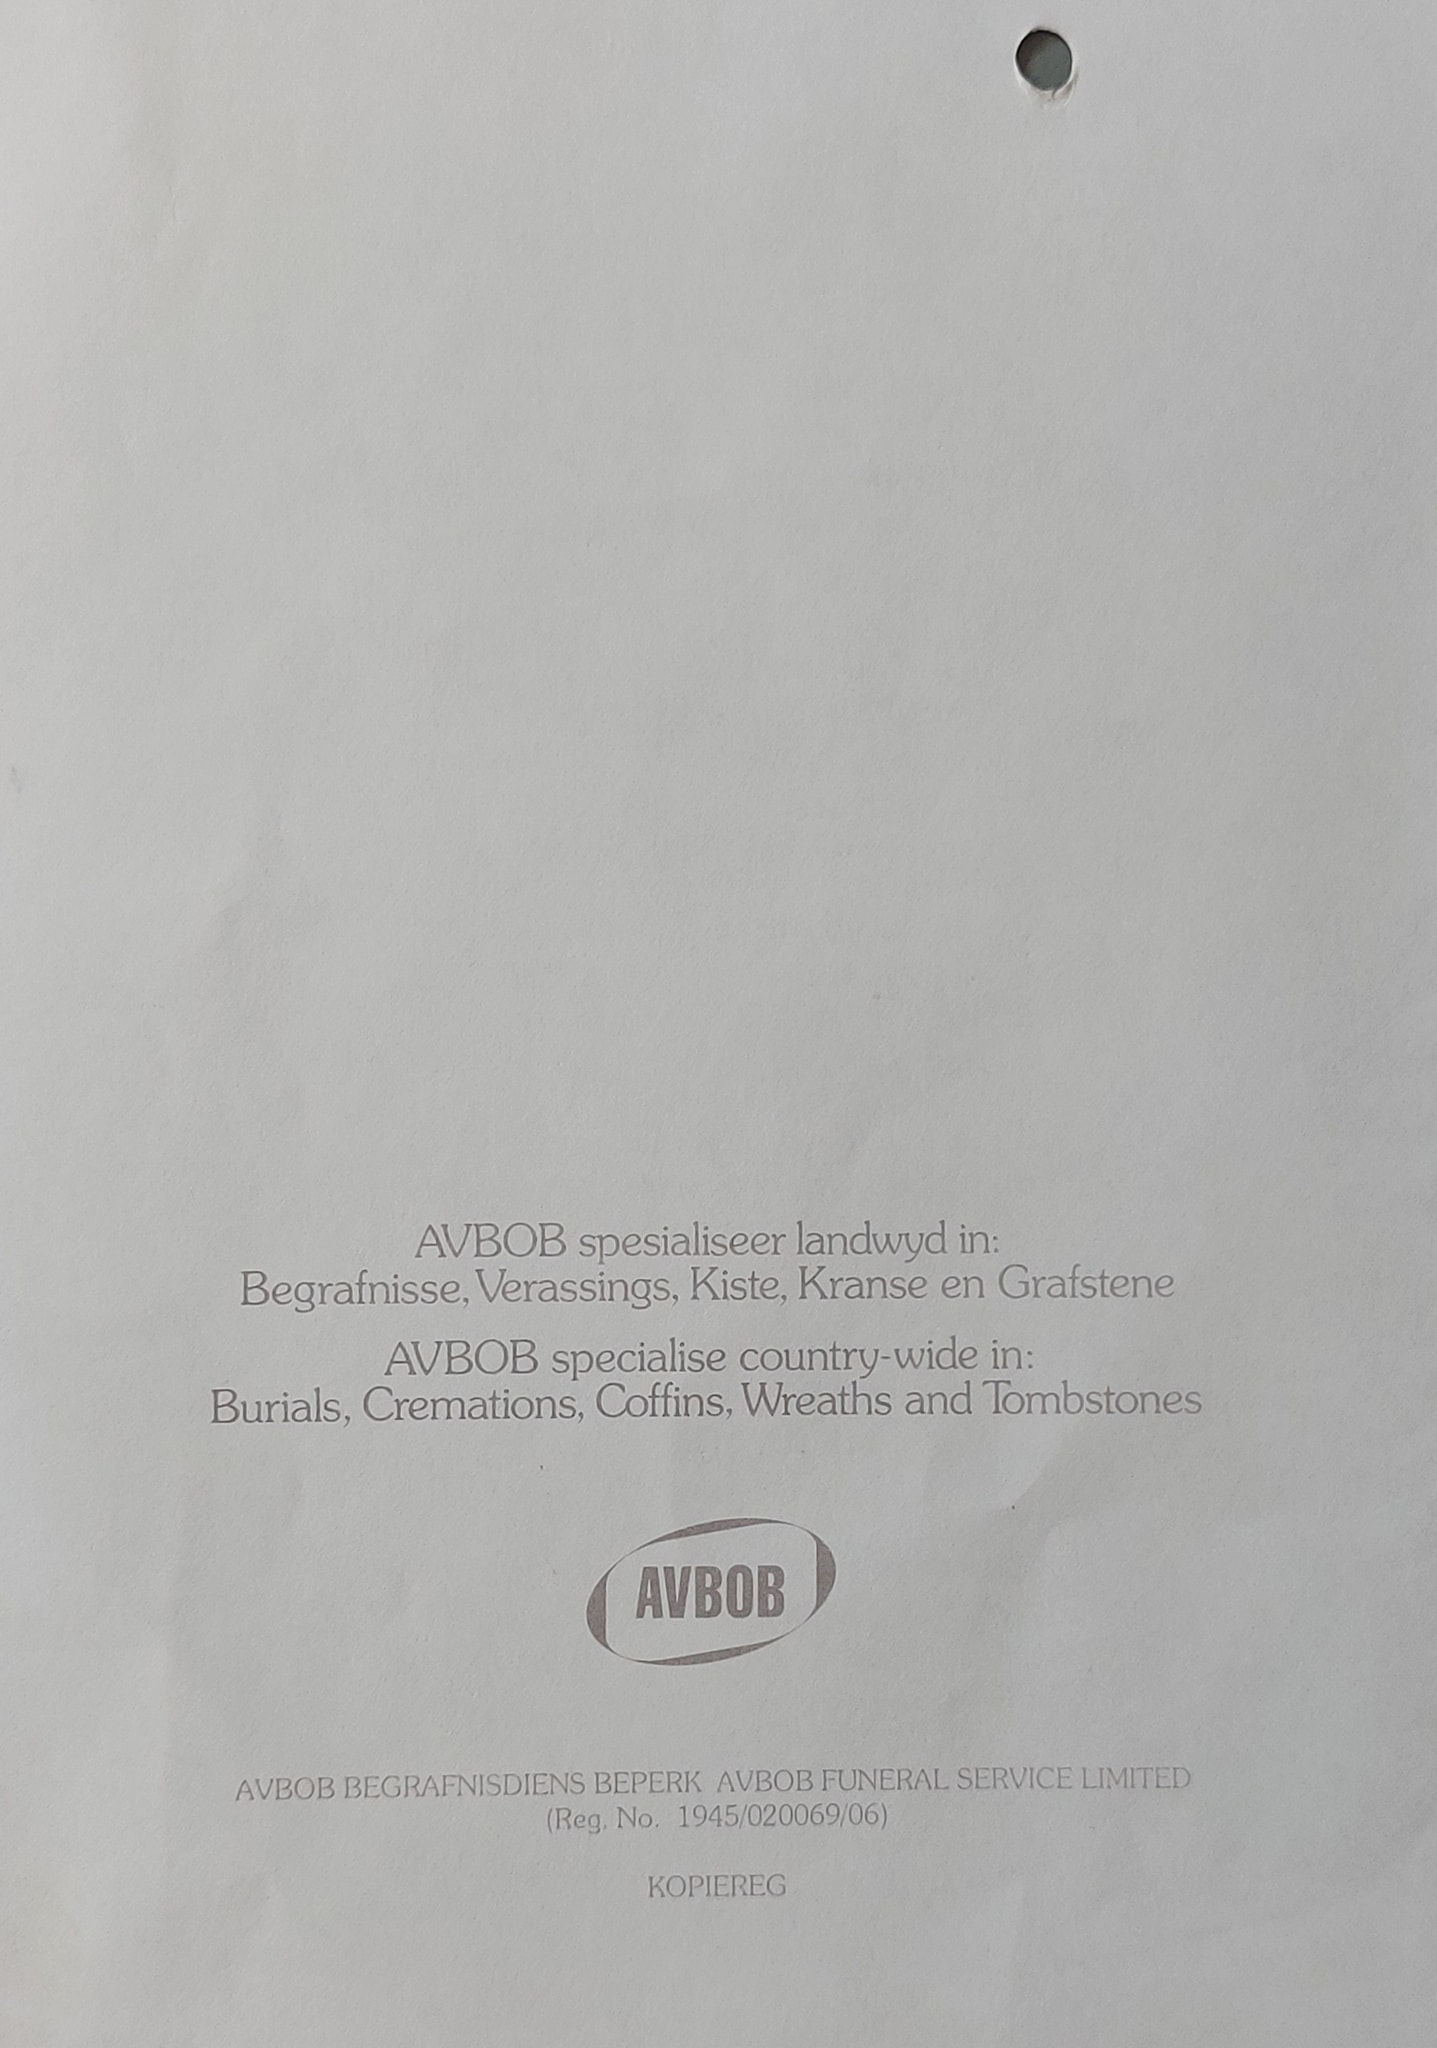 AVBOB spesialiseer landwyd in:
Begrafnisse, Verassings, Kiste, Kranse en Grafstene
AVBOB specialise country-wide in:
Burials, Cremations, Coffins, Wreaths and Tombstones
AVBOB
AVBOB BEGRAFNISDIENS BEPERK AVBOB FUNERAL SERVICE LIMITED
(Reg. No. 1945/020069/06)
KOPIEREG